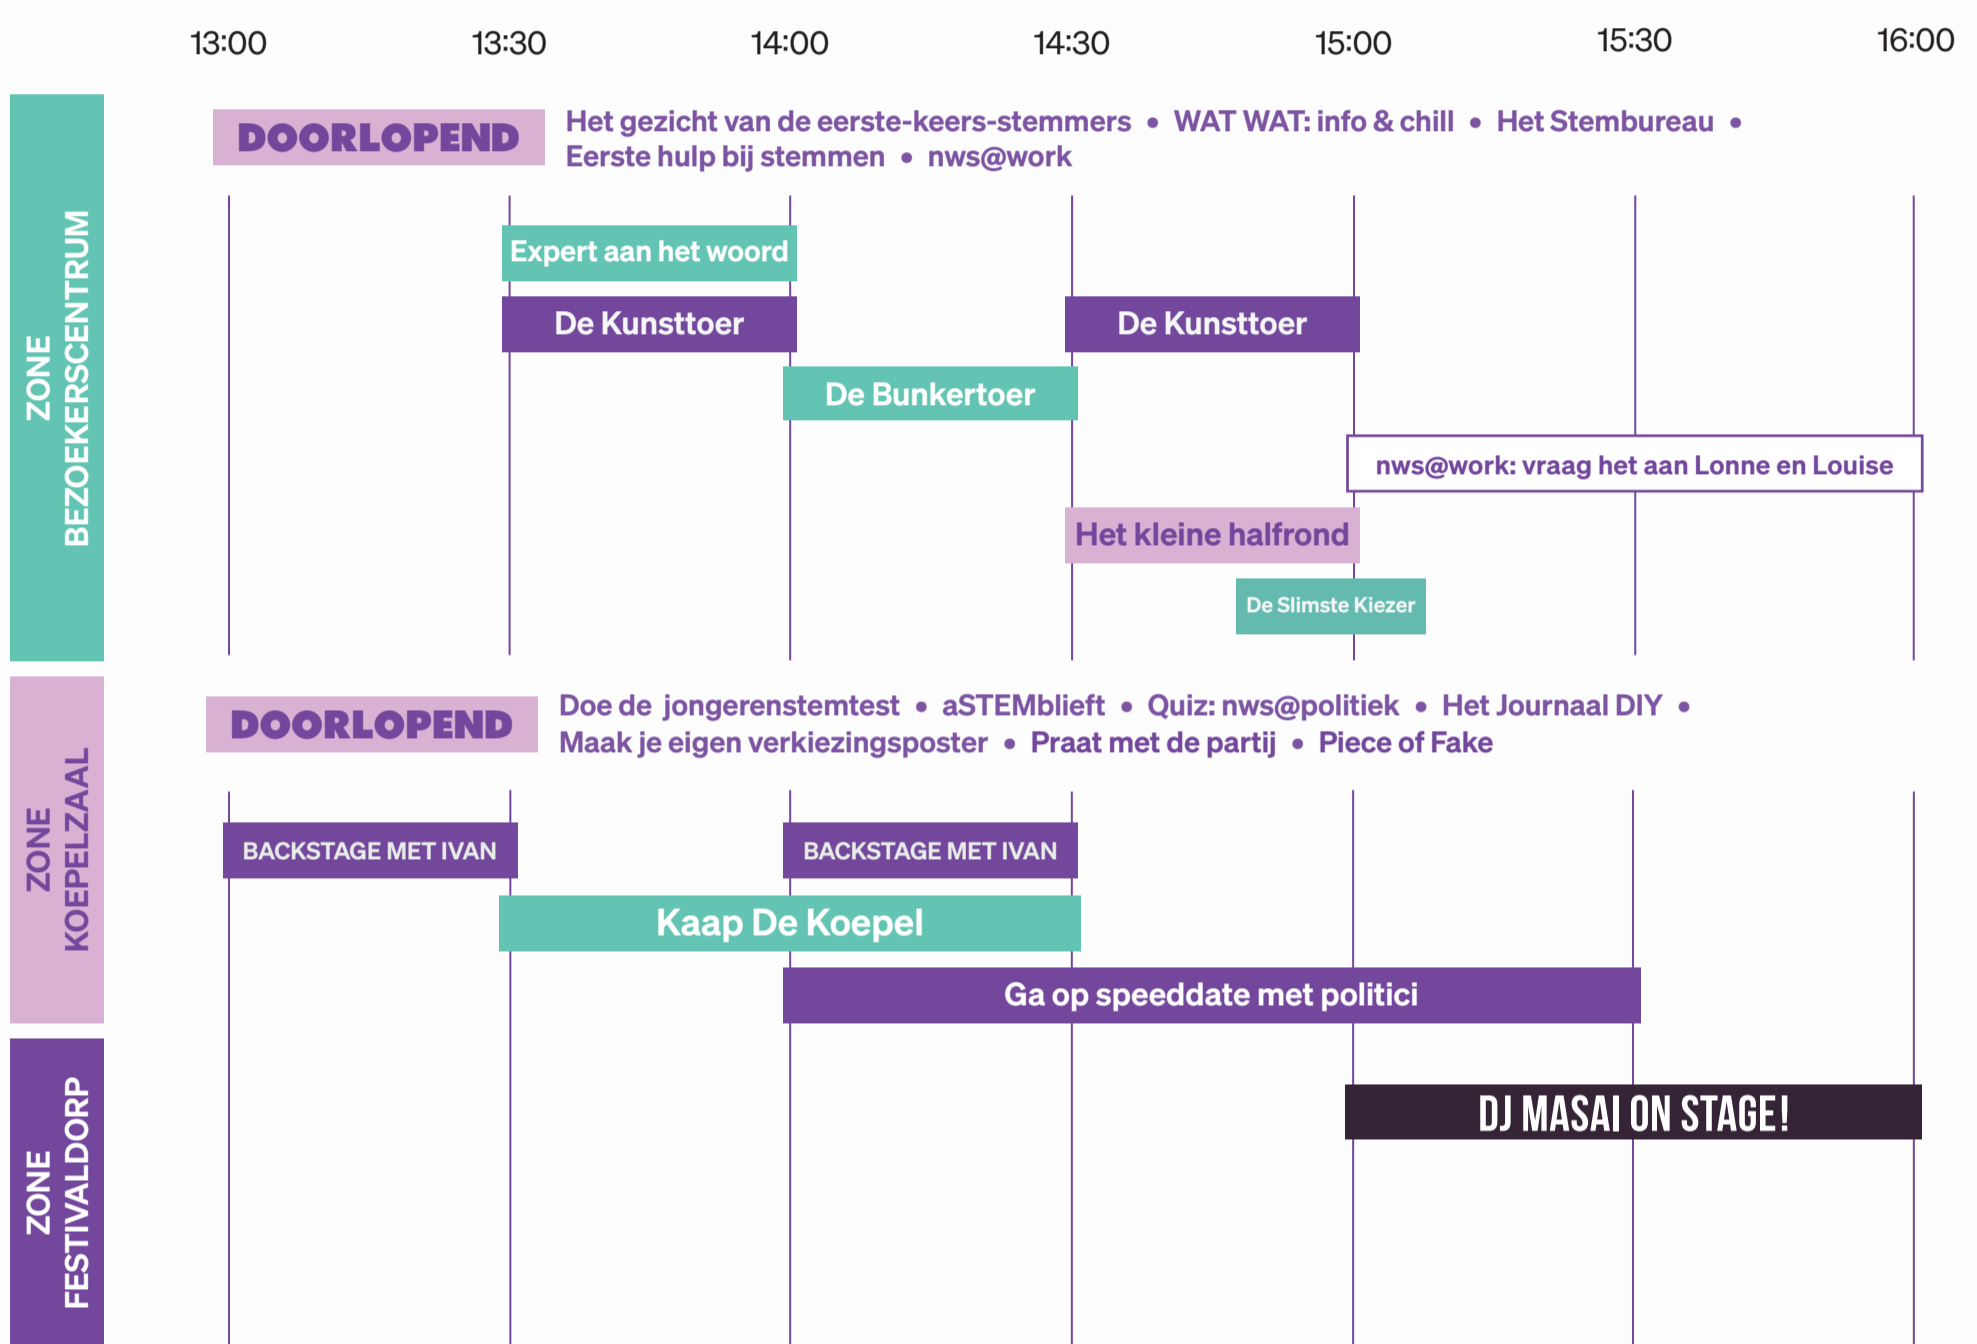 13:00 13:30 14:00 14:30 15:00 15:30 16:00
ZONE
BEZOEKERSCENTRUM
DOORLOPEND
Het gezicht van de eerste-keers-stemmers • WAT WAT: info & chill • Het Stembureau •
Eerste hulp bij stemmen • nws@work
Expert aan het woord
De Kunsttoer De Kunsttoer
De Bunkertoer
nws@work: vraag het aan Lonne en Louise
Het kleine halfrond
De Slimste Kiezer
ZONE
KOEPELZAAL
DOORLOPEND
Doe de jongerenstemtest • aSTEMblieft • Quiz: nws@politiek • Het Journaal DIY •
Maak je eigen verkiezingsposter • Praat met de partij • Piece of Fake
BACKSTAGE MET IVAN BACKSTAGE MET IVAN
Kaap De Koepel
Ga op speeddate met politici
ZONE
FESTIVALDORP
DJ MASAI ON STAGE!